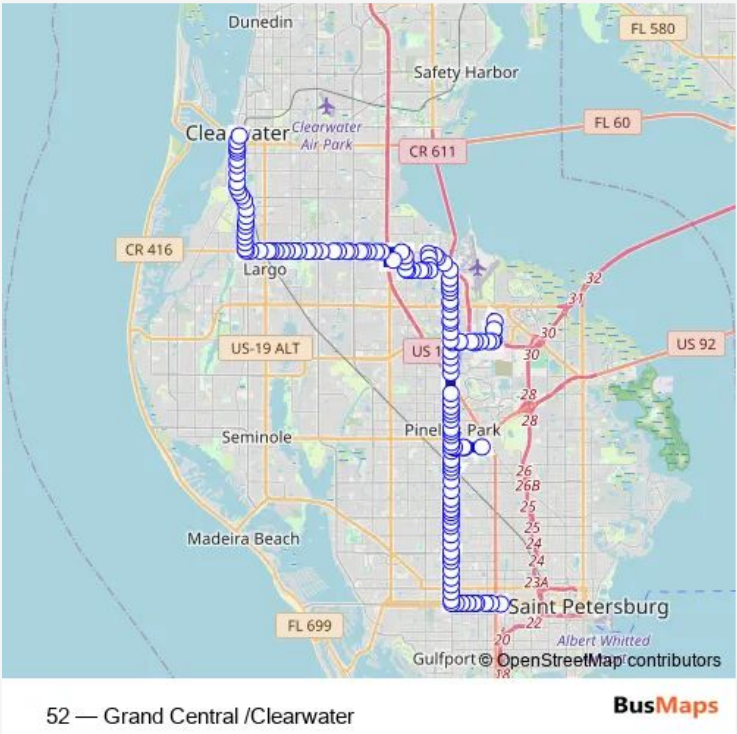 Dunedin
FL 580
Safety Harbor
Clearwater
Clearwater
Air Park
FL 60
CR 611
CR 416
Largo
32
31
30
30
US-19 ALT
US 1
US 92
28
28
Seminole
Park
26
26B
25
25
24
24
Madeira Beach
23A
Saint Petersburg
22
FL 699
20
Albert Whitted
Gulfport
© OpenStreetMap contributors
18
52 — Grand Central /Clearwater
BusMaps